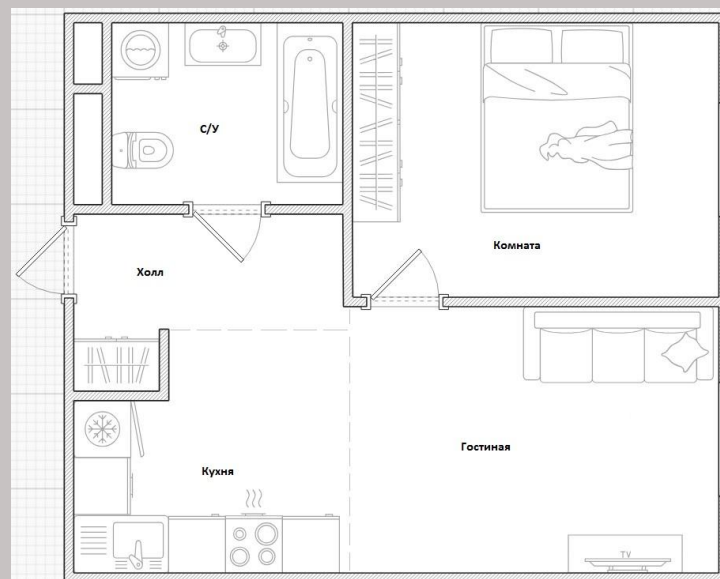 С/У
Комната
Холл
Гостиная
Кухня
TV